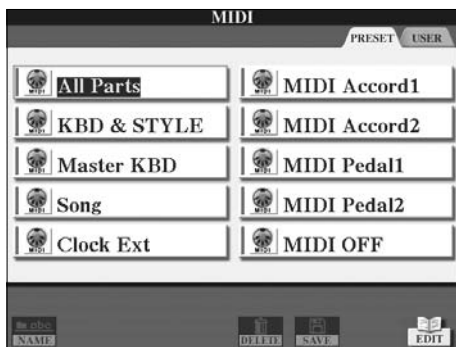 MIDI
PRESET USER
All Parts
KBD & STYLE
Master KBD
Song
Clock Ext
MIDI Accord1
MIDI Accord2
MIDI Pedal1
MIDI Pedal2
MIDI OFF
abc
NAME
DELETE
SAVE
EDIT